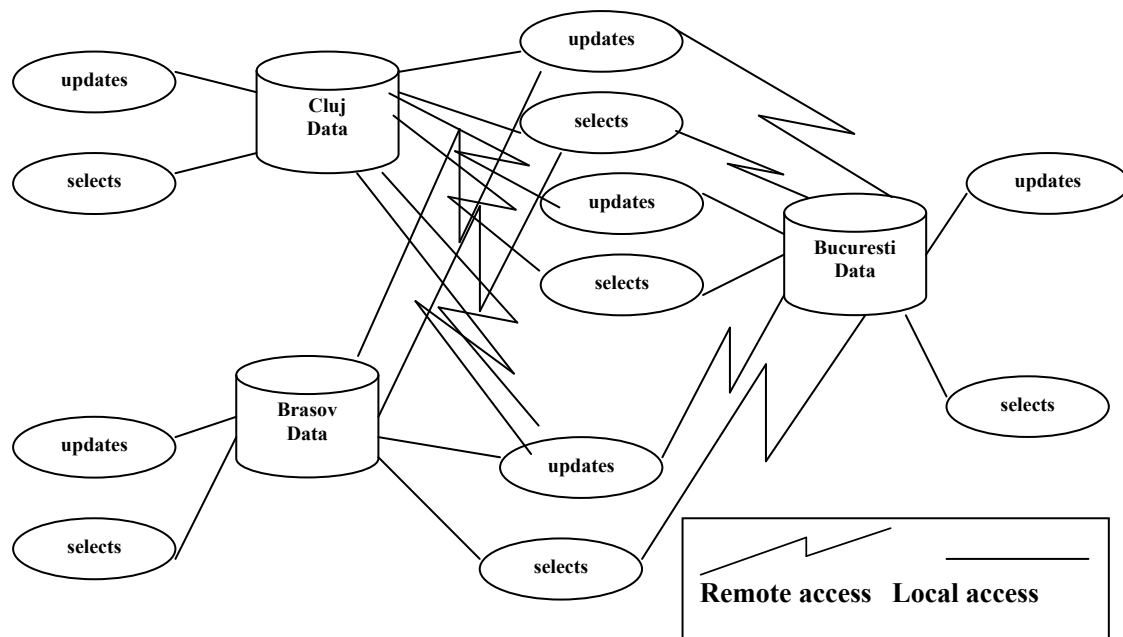 updates
updates
Cluj
Data
selects
selects
updates
updates
Bucuresti
Data
selects
Brasov
Data
selects
updates
updates
selects
selects
Remote access Local access